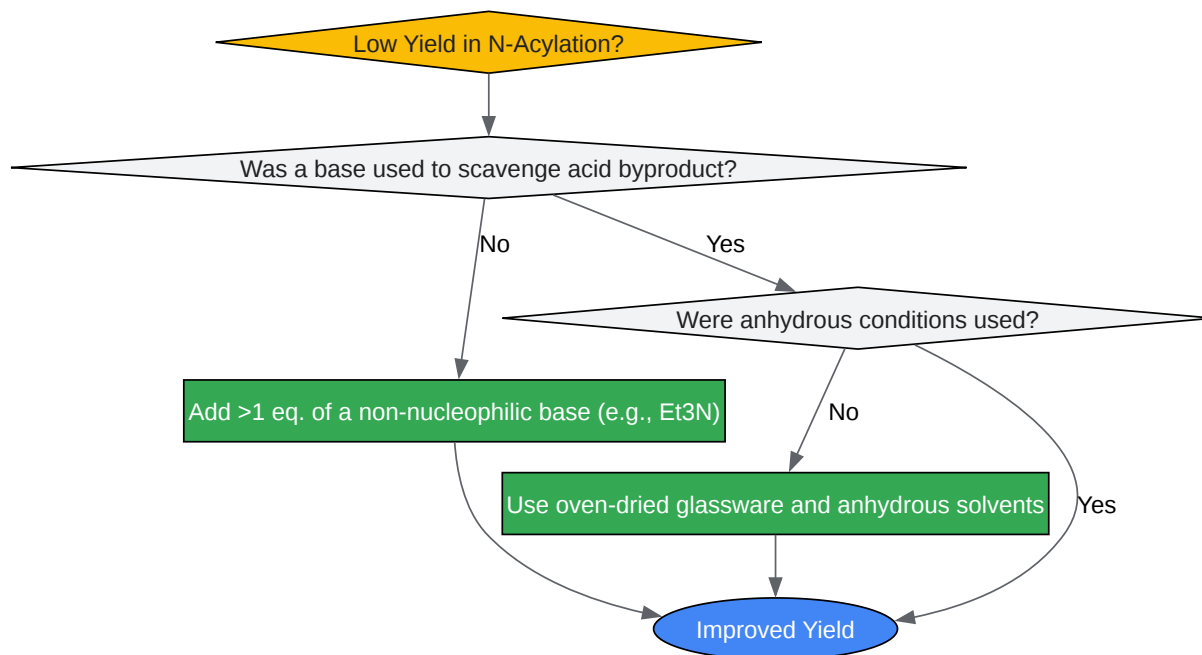 Low Yield in N-Acylation?
Was a base used to scavenge acid byproduct?
No
Yes
Were anhydrous conditions used?
Add >1 eq. of a non-nucleophilic base (e.g., Et3N)
No
Use oven-dried glassware and anhydrous solvents
Yes
Improved Yield